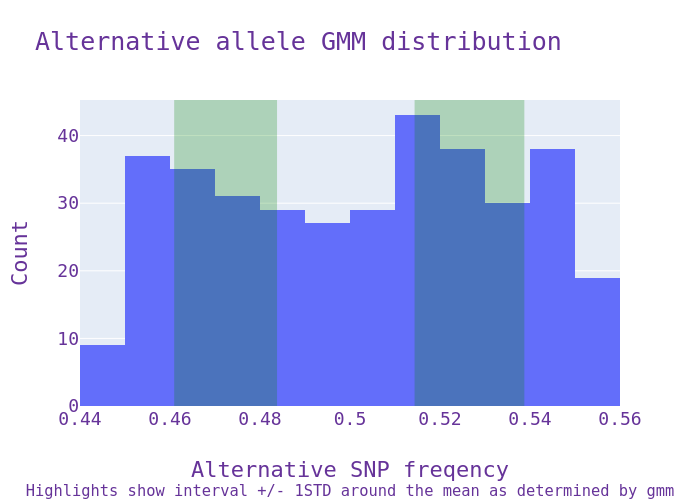 Alternative allele GMM distribution
40
30
20
10
0
Count
0.44 0.46 0.48 0.5 0.52 0.54 0.56
Alternative SNP freqency
Highlights show interval +/- 1STD around the mean as determined by gmm